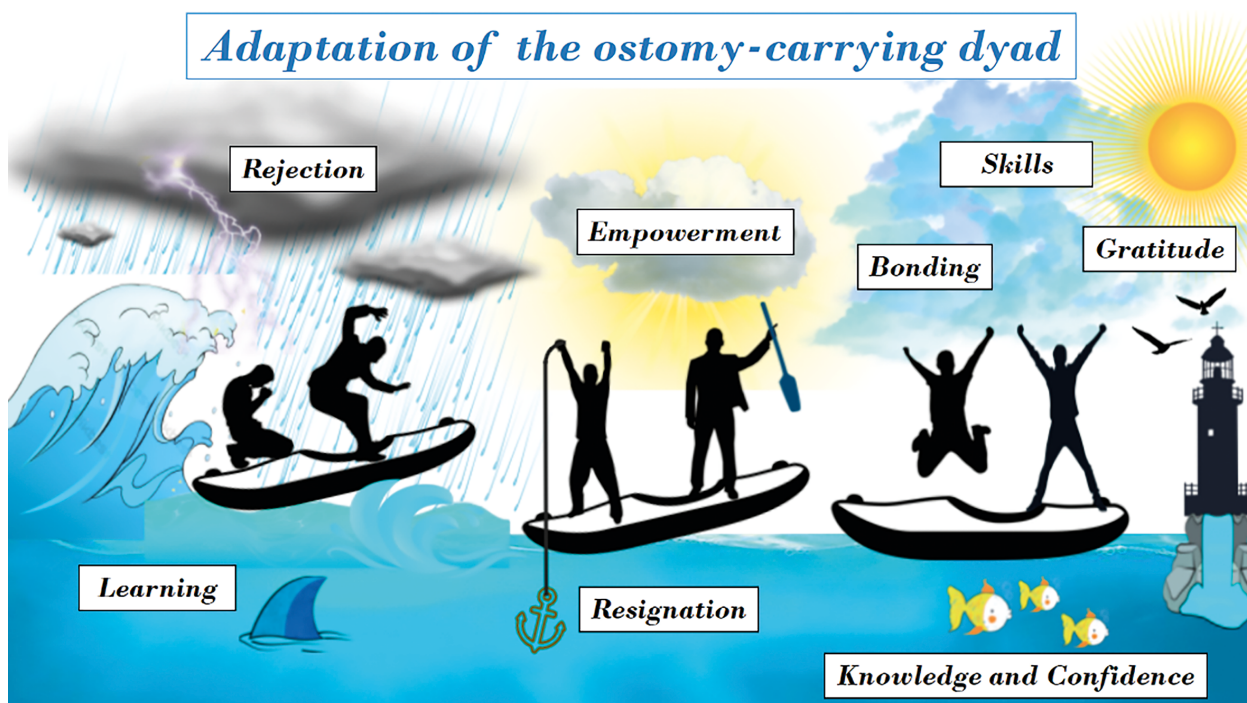 Adaptation of the ostomy-carrying dyad
Rejection
Empowerment
Skills
Bonding
Gratitude
Learning
Resignation
Knowledge and Confidence